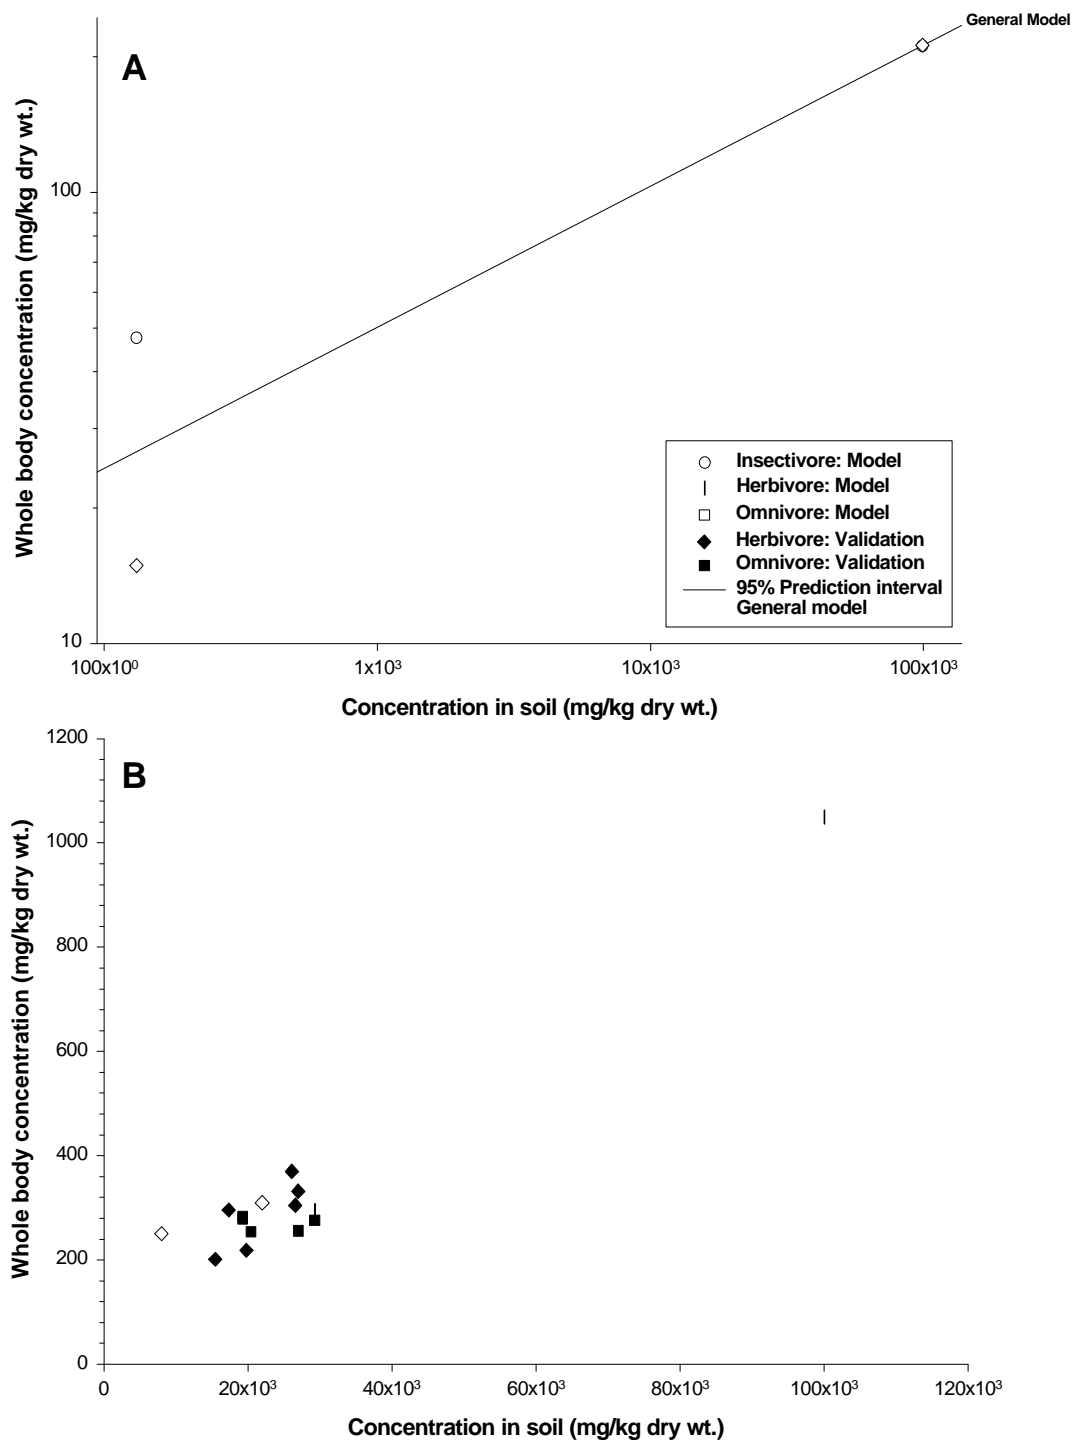 General Model
A
Whole body concentration (mg/kg dry wt.)
100
10
100x10⁰
1x10³
10x10³
100x10³
Concentration in soil (mg/kg dry wt.)
Insectivore: Model
Herbivore: Model
Omnivore: Model
Herbivore: Validation
Omnivore: Validation
95% Prediction interval
General model
B
Whole body concentration (mg/kg dry wt.)
1200
1000
800
600
400
200
0
0
20x10³
40x10³
60x10³
80x10³
100x10³
120x10³
Concentration in soil (mg/kg dry wt.)